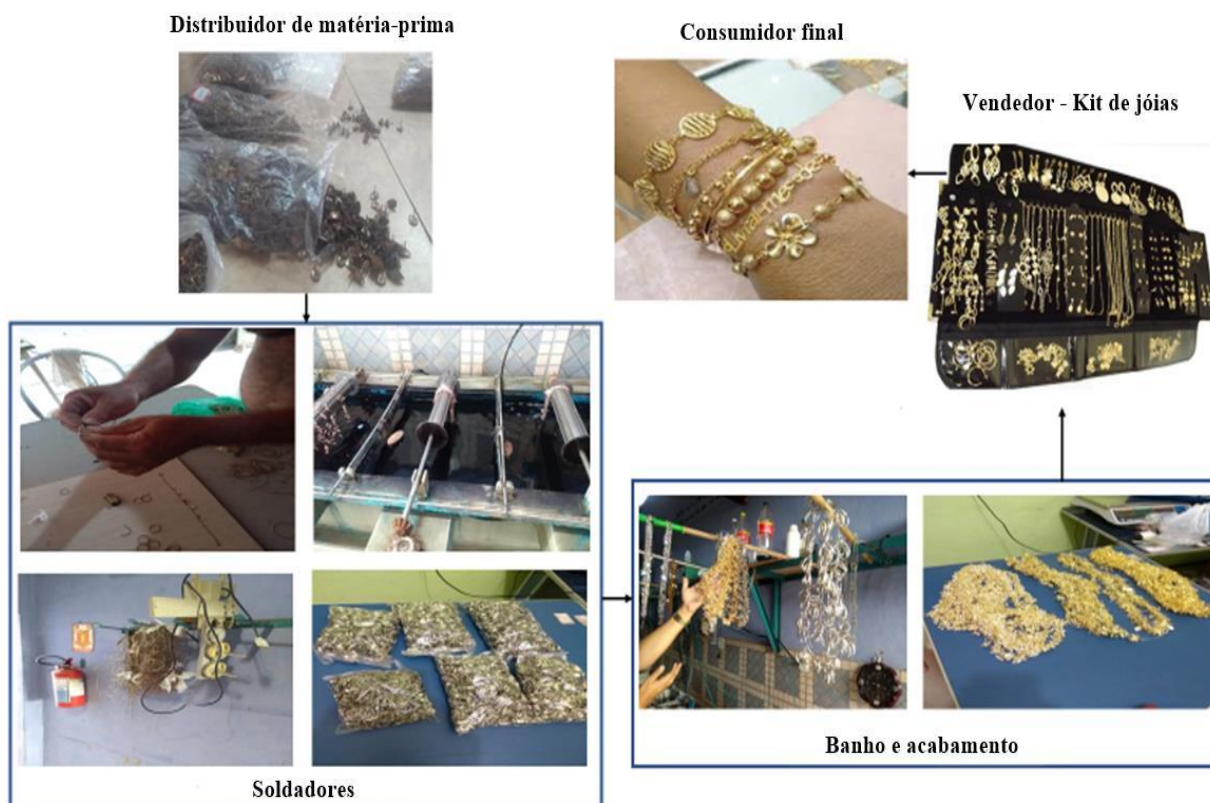 Distribuidor de matéria-prima
Consumidor final
Vendedor - Kit de jóias
Soldadores
Banho e acabamento